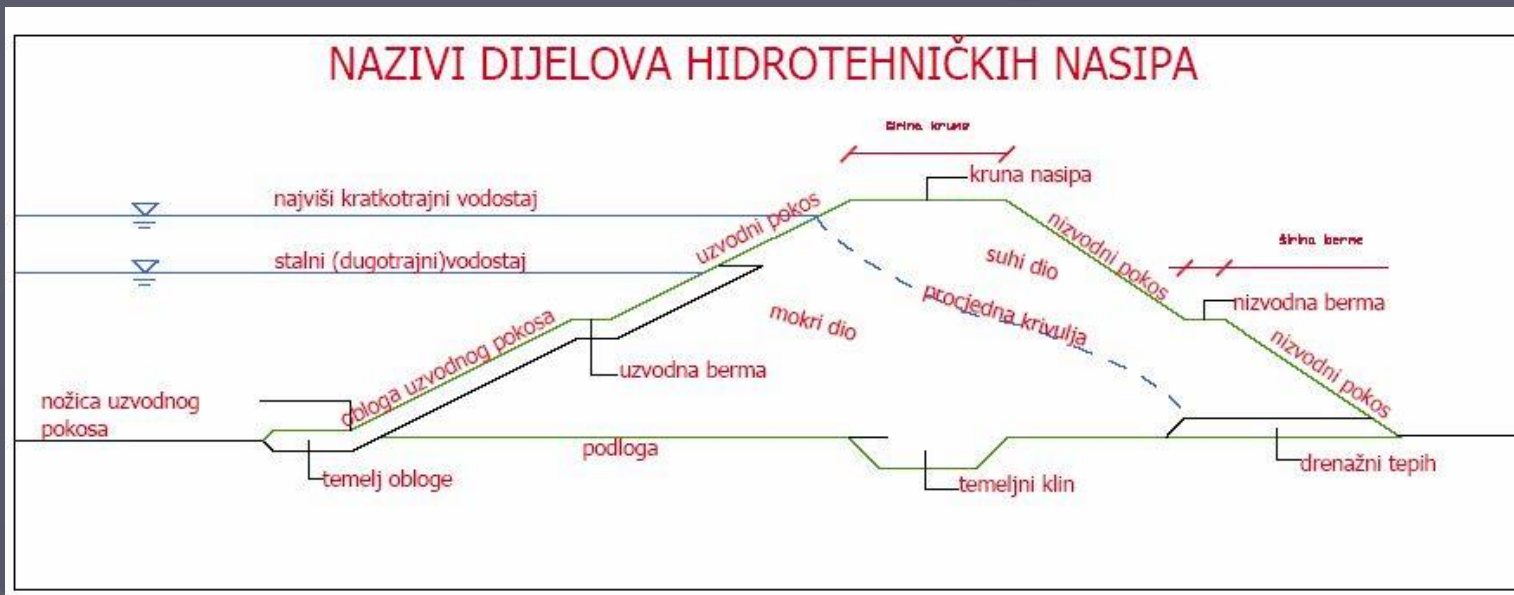 NAZIVI DIJELOVA HIDROTEHNIČKIH NASIPA
širina krune
kruna nasipa
najviši kratkotrajni vodostaj
uzvodni pokos
nizvodni pokos
širina berme
stalni (dugotrajni)vodostaj
suhi dio
procjedna krivulja
nizvodna berma
mokri dio
obloga uzvodnog pokosa
uzvodna berma
nizvodni pokos
nožica uzvodnog
pokosa
podloga
temelj obloge
temeljni klin
drenažni tepih